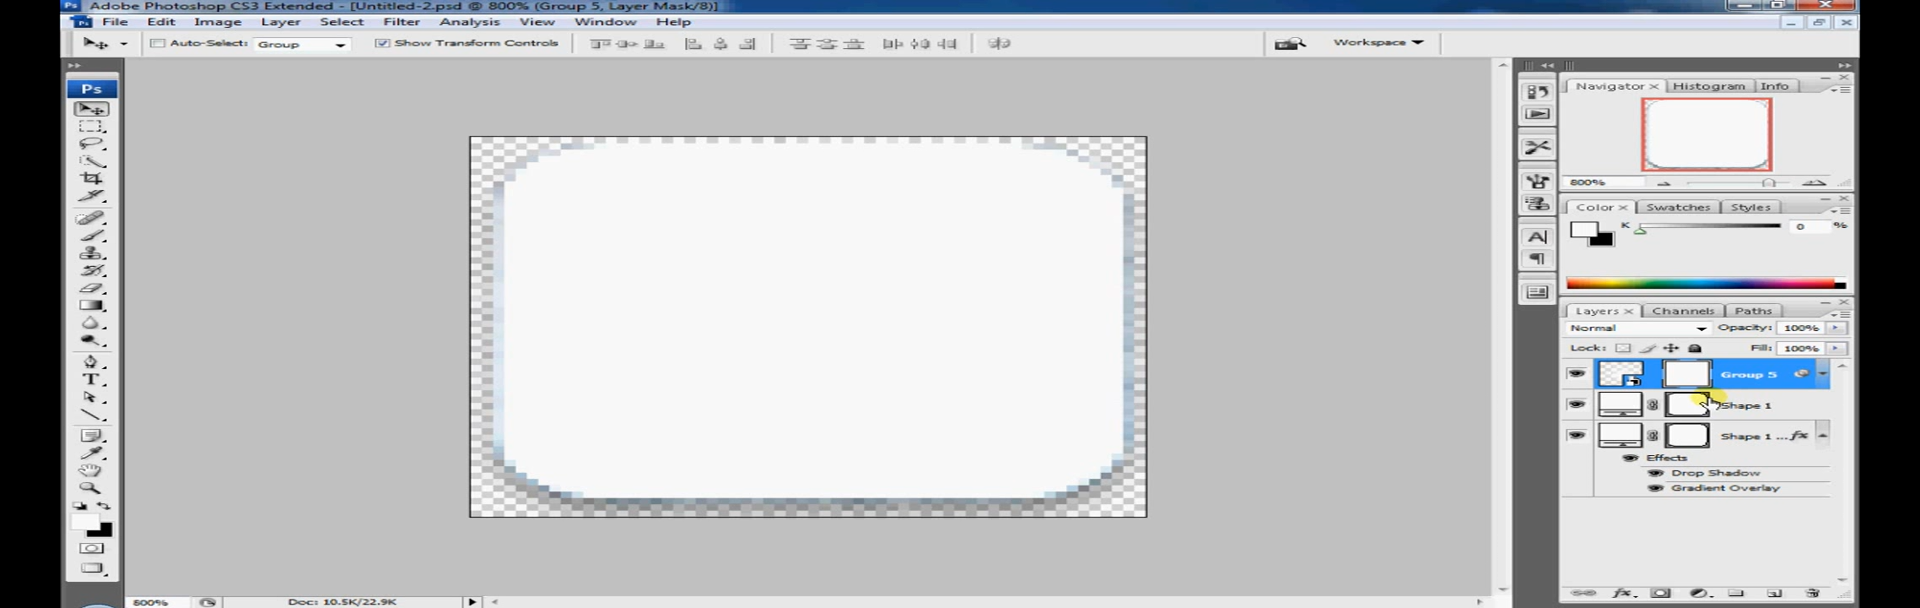 Adobe Photoshop CS3 Extended - [Untitled-2.psd @ 800% (Group 5, Layer Mask/8)]
Ps File Edit Image Layer Select Filter Analysis View Window Help
Auto-Select: Group Show Transform Controls Workspace
Ps
Navigator x Histogram Info
800%
Color x Swatches Styles
K 0 %
A
T
Layers x Channels Paths
Normal Opacity: 100%
Lock: Fill: 100%
Group 5
Shape 1
Shape 1 ... fx
Effects
Drop Shadow
Gradient Overlay
fx.
800% Doc: 10.5K/22.9K